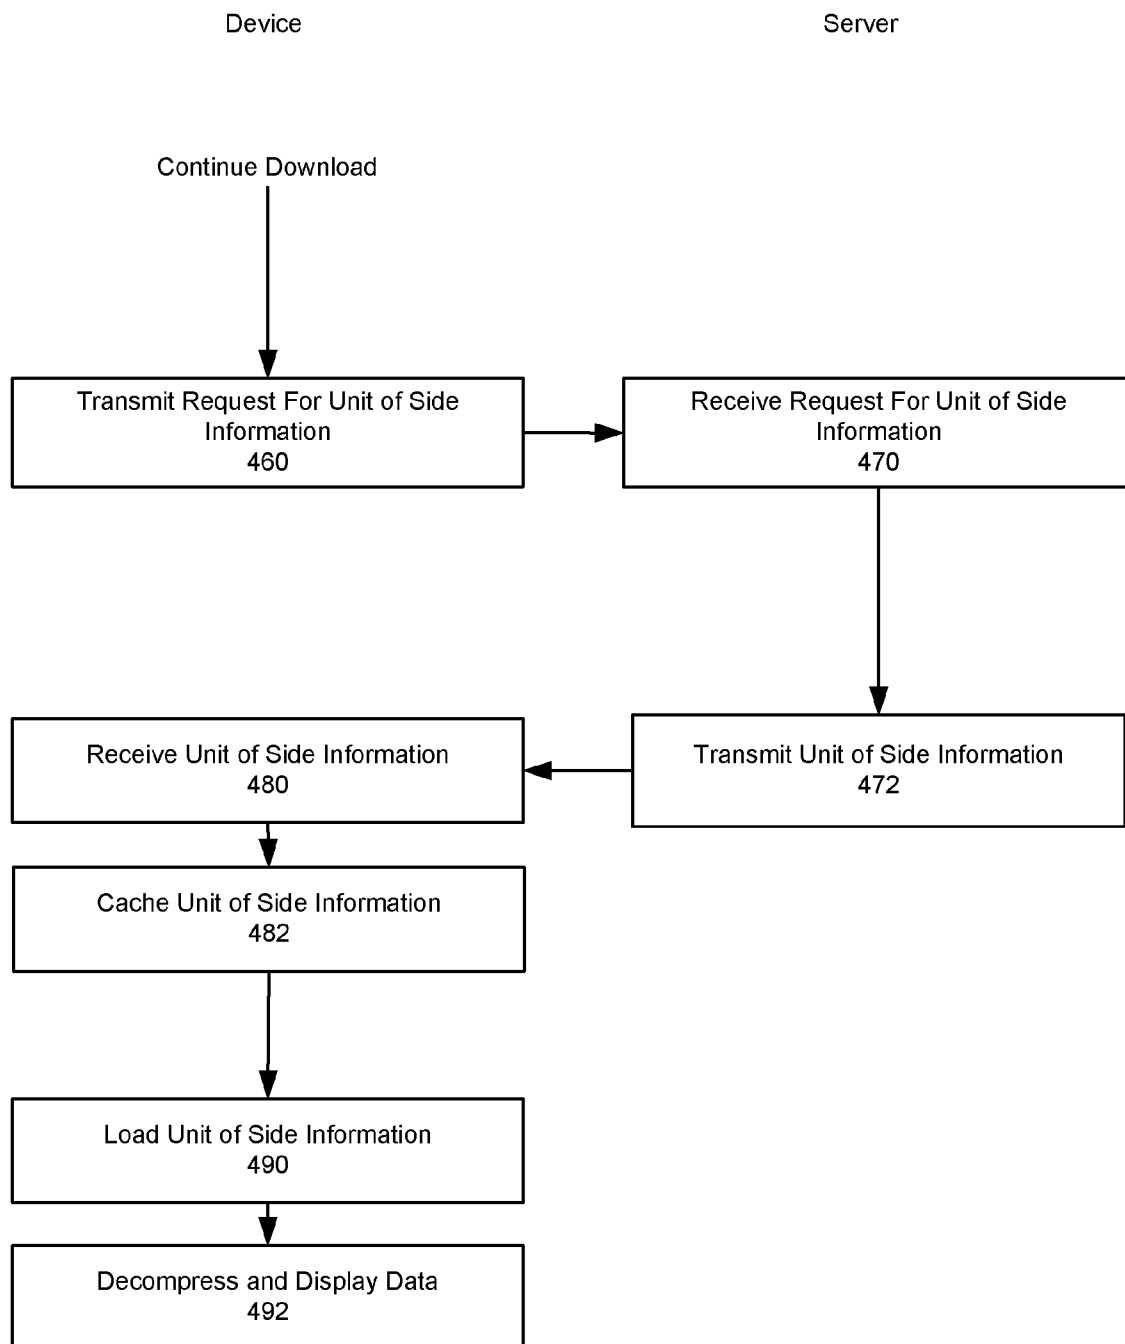 Device
Server
Continue Download
Transmit Request For Unit of Side
Information
460
Receive Request For Unit of Side
Information
470
Receive Unit of Side Information
480
Transmit Unit of Side Information
472
Cache Unit of Side Information
482
Load Unit of Side Information
490
Decompress and Display Data
492